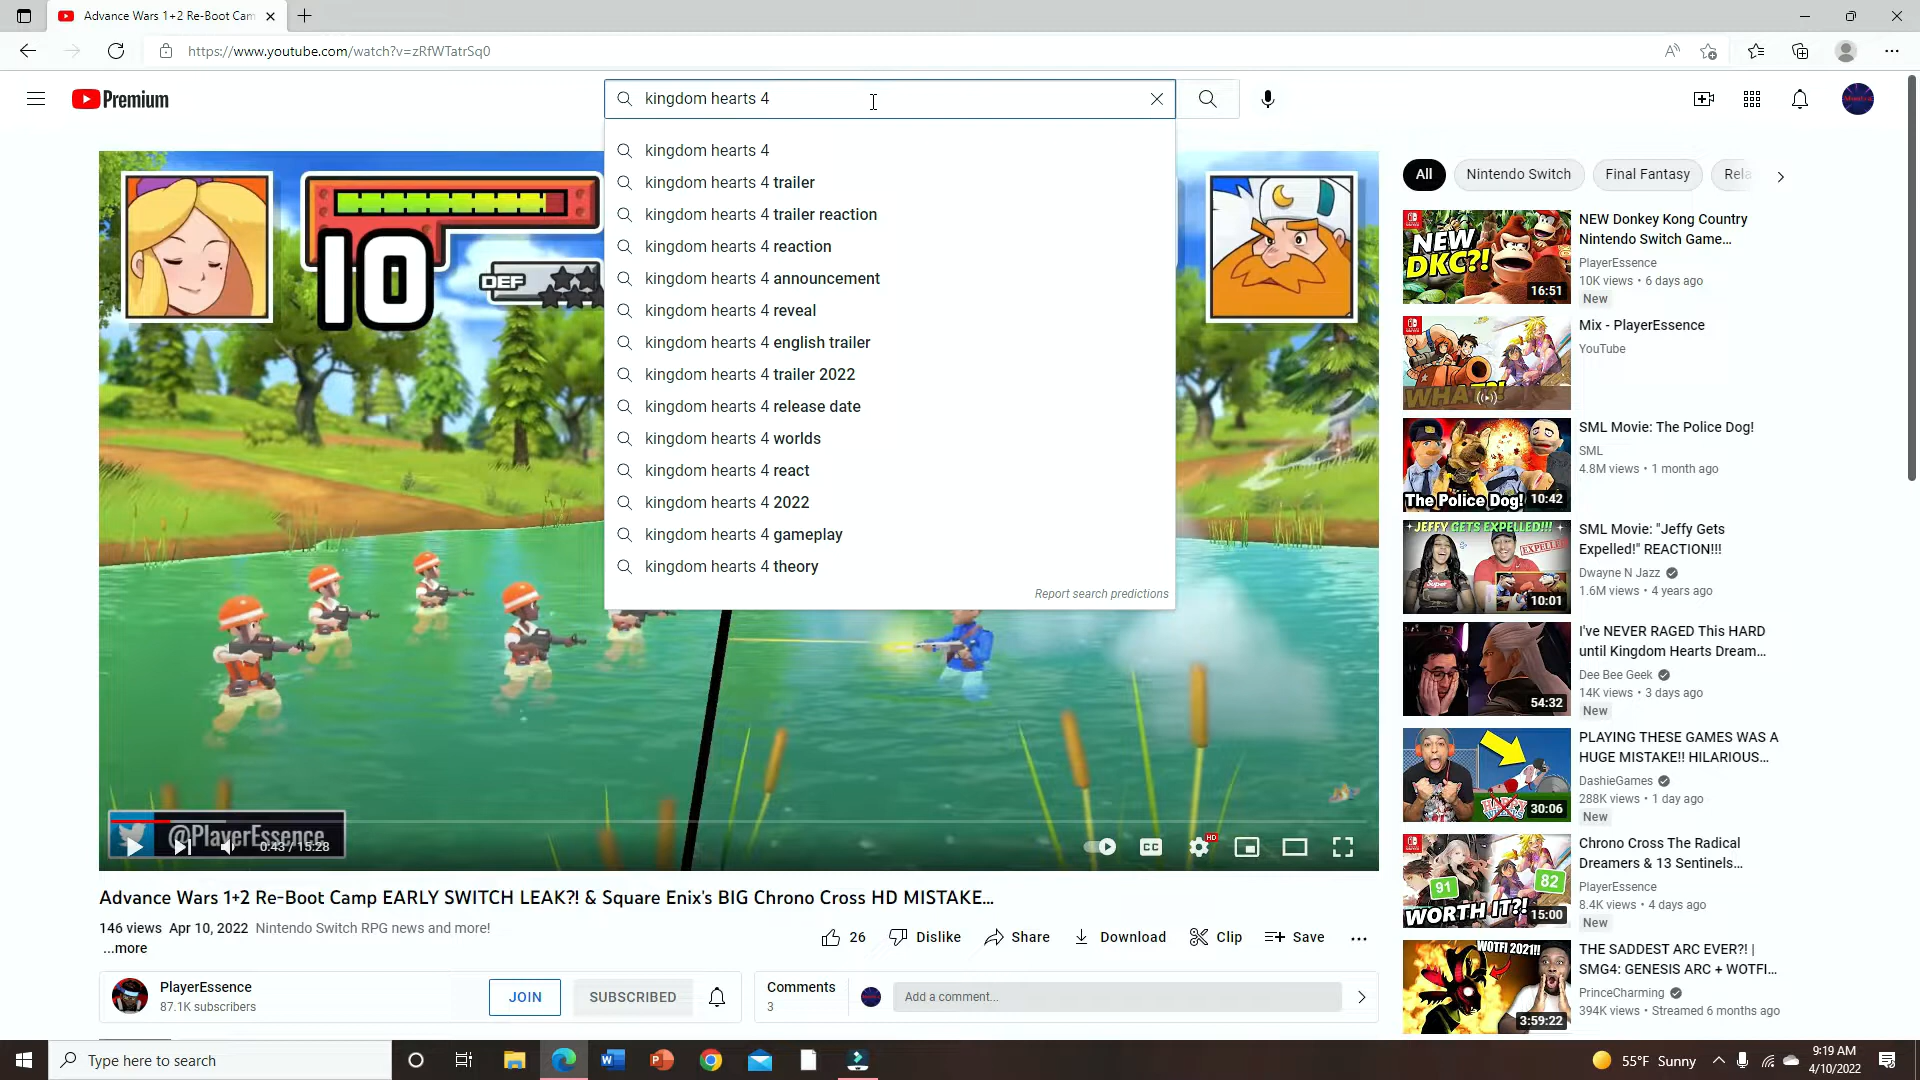 Advance Wars 1+2 Re-Boot Cam
https://www.youtube.com/watch?v=zRfWTatrSq0
Premium
kingdom hearts 4
kingdom hearts 4
kingdom hearts 4 trailer
kingdom hearts 4 trailer reaction
kingdom hearts 4 reaction
kingdom hearts 4 announcement
kingdom hearts 4 reveal
kingdom hearts 4 english trailer
kingdom hearts 4 trailer 2022
kingdom hearts 4 release date
kingdom hearts 4 worlds
kingdom hearts 4 react
kingdom hearts 4 2022
kingdom hearts 4 gameplay
kingdom hearts 4 theory
Report search predictions
10
DEF
@PlayerEssence
0:43 / 15:28
CC
HD
Advance Wars 1+2 Re-Boot Camp EARLY SWITCH LEAK?! & Square Enix's BIG Chrono Cross HD MISTAKE...
146 views Apr 10, 2022 Nintendo Switch RPG news and more!
...more
26
Dislike
Share
Download
Clip
Save
PlayerEssence
87.1K subscribers
JOIN
SUBSCRIBED
Comments
3
Add a comment...
All
Nintendo Switch
Final Fantasy
Rela
NEW
DKC?!
16:51
NEW Donkey Kong Country
Nintendo Switch Game...
PlayerEssence
10K views • 6 days ago
New
WHAT?!
Mix - PlayerEssence
YouTube
The Police Dog!
10:42
SML Movie: The Police Dog!
SML
4.8M views • 1 month ago
JEFFY GETS EXPELLED!!!
EXPELLED
10:01
SML Movie: "Jeffy Gets
Expelled!" REACTION!!!
Dwayne N Jazz
1.6M views • 4 years ago
54:32
I've NEVER RAGED This HARD
until Kingdom Hearts Dream...
Dee Bee Geek
14K views • 3 days ago
New
30:06
PLAYING THESE GAMES WAS A
HUGE MISTAKE!! HILARIOUS...
DashieGames
288K views • 1 day ago
New
91
82
WORTH IT?!
15:00
Chrono Cross The Radical
Dreamers & 13 Sentinels...
PlayerEssence
8.4K views • 4 days ago
New
WOTFI 2021!!
3:59:22
THE SADDEST ARC EVER?! |
SMG4: GENESIS ARC + WOTFI...
PrinceCharming
394K views • Streamed 6 months ago
Type here to search
55°F Sunny
9:19 AM
4/10/2022